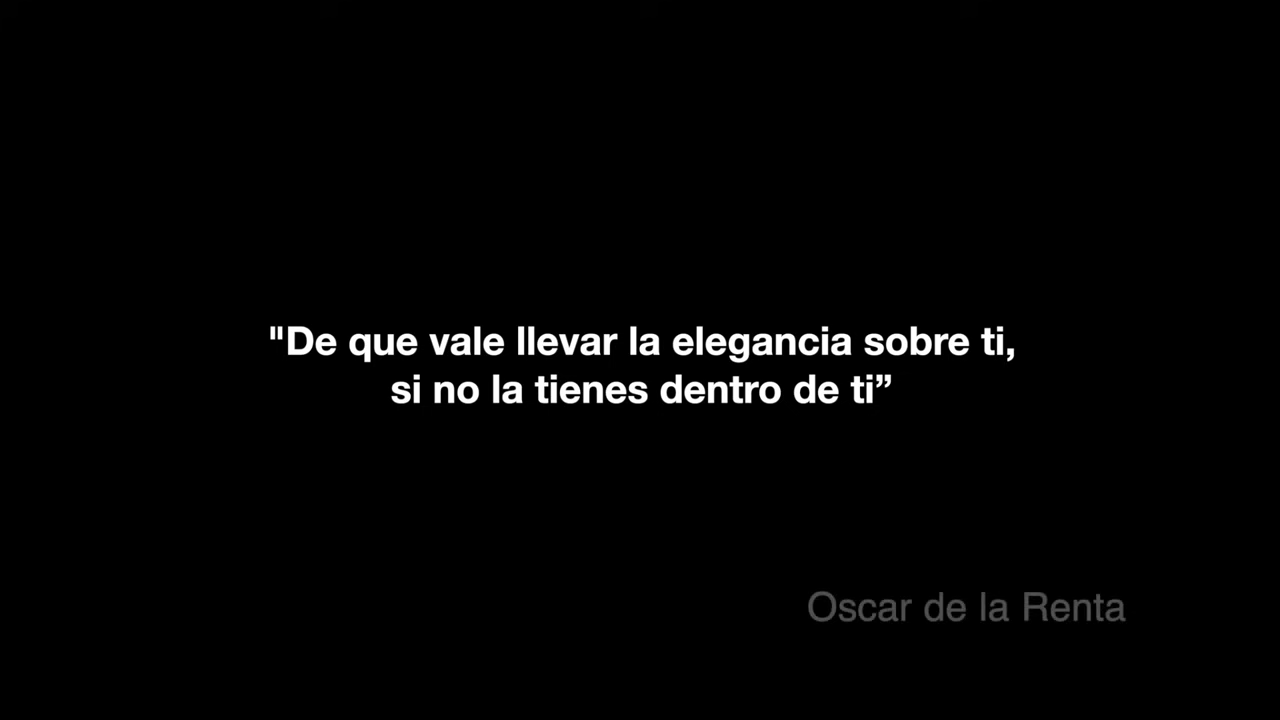 "De que vale llevar la elegancia sobre ti,
si no la tienes dentro de ti”
Oscar de la Renta